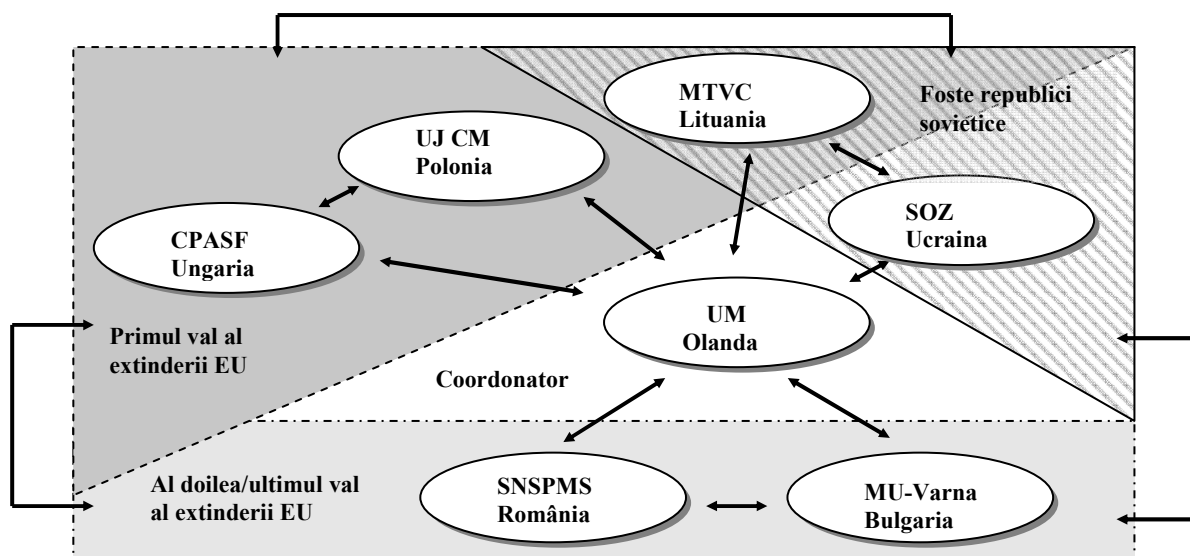 MTVC
Lituania
Foste republici
sovietice
UJ CM
Polonia
SOZ
Ucraina
CPASF
Ungaria
UM
Olanda
Primul val al
extinderii EU
Coordonator
Al doilea/ultimul val
al extinderii EU
SNSPMS
România
MU-Varna
Bulgaria